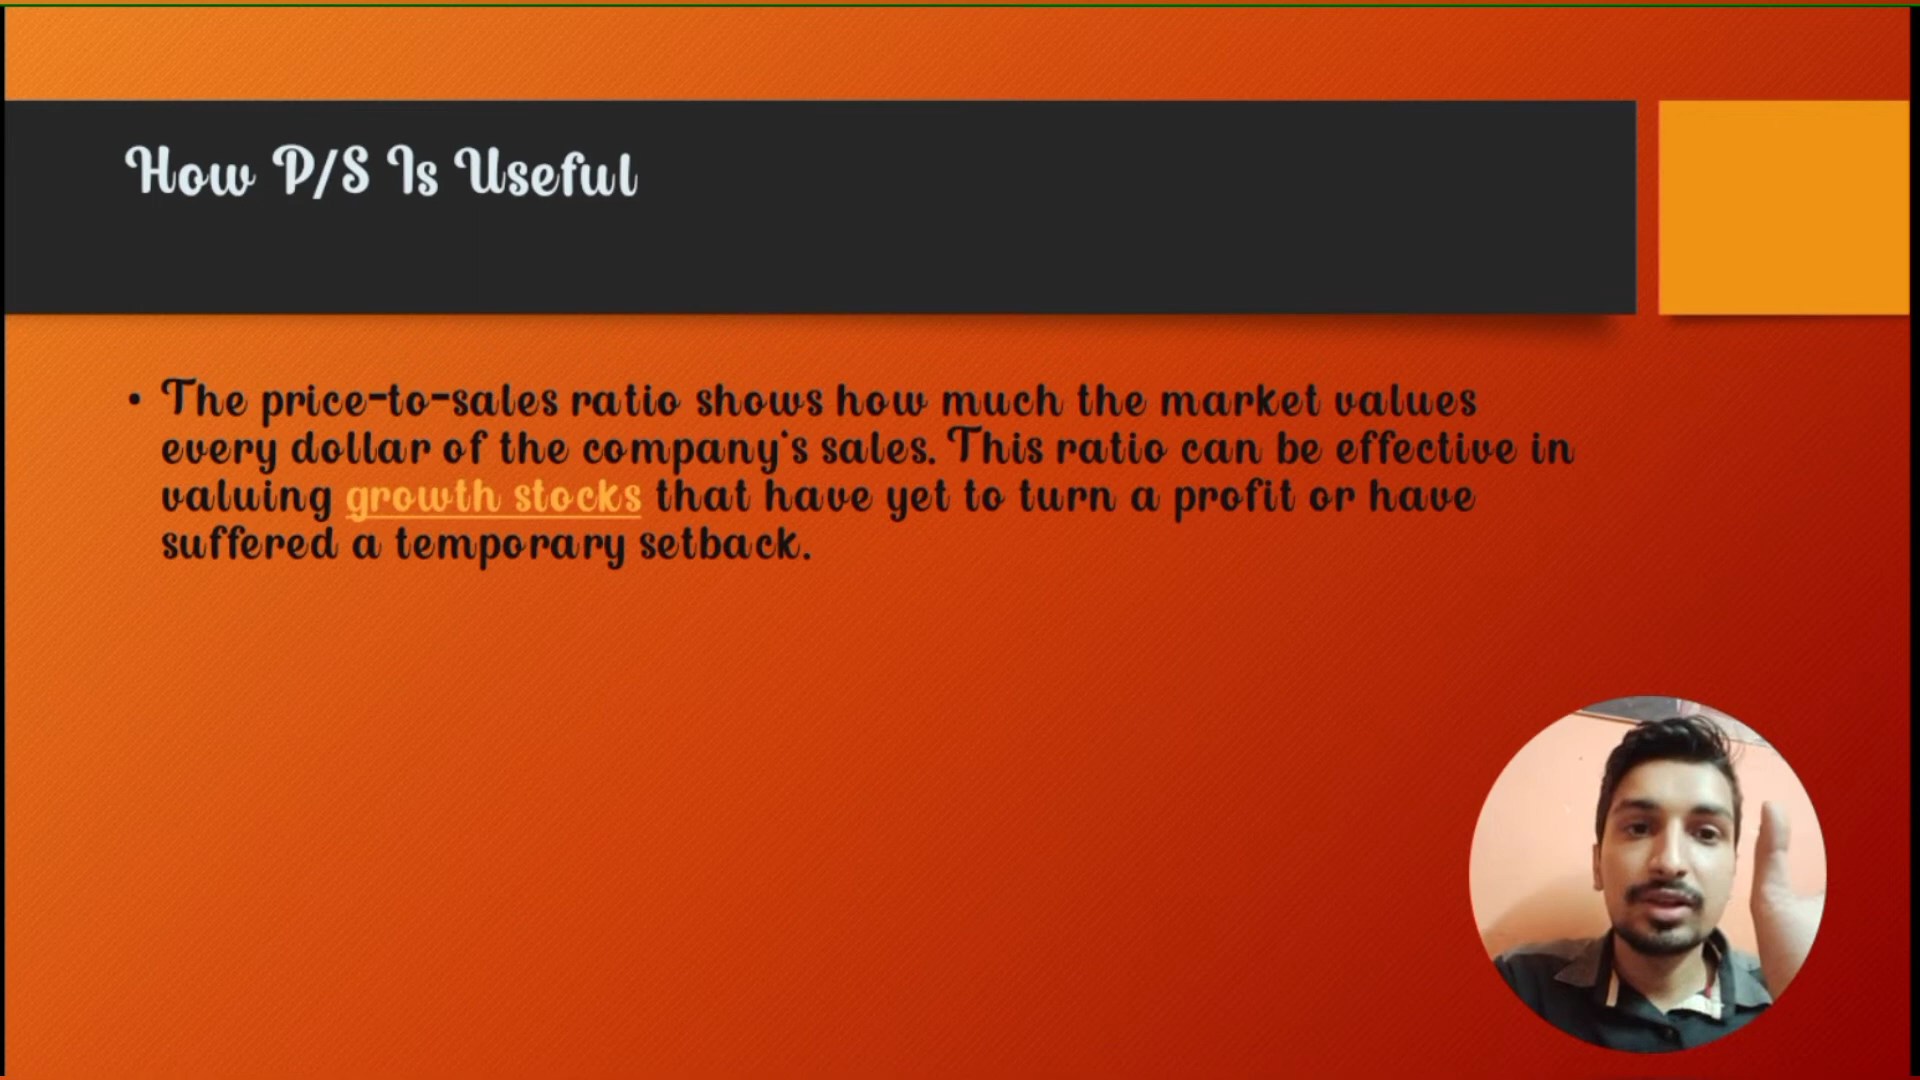 How P/S Is Useful
• The price-to-sales ratio shows how much the market values
every dollar of the company's sales. This ratio can be effective in
valuing growth stocks that have yet to turn a profit or have
suffered a temporary setback.